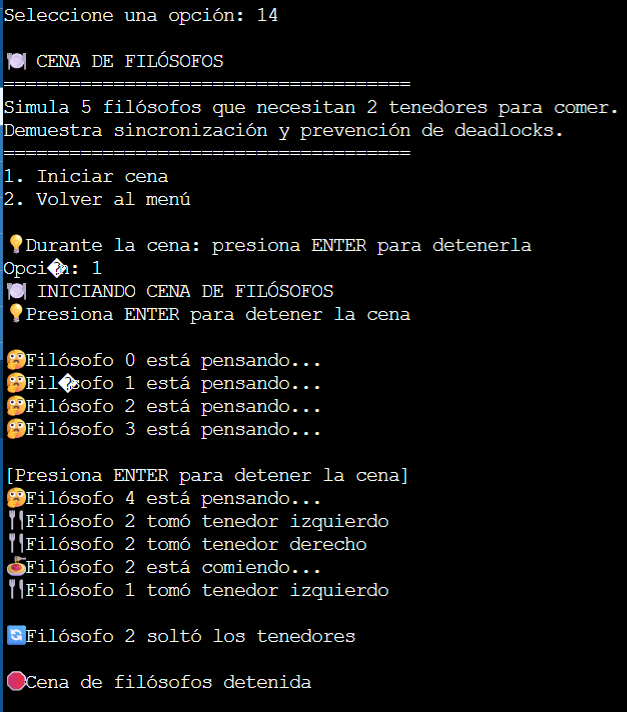 Seleccione una opción: 14
🍽 CENA DE FILÓSOFOS
=====================================
Simula 5 filósofos que necesitan 2 tenedores para comer.
Demuestra sincronización y prevención de deadlocks.
=====================================
1. Iniciar cena
2. Volver al menú
💡Durante la cena: presiona ENTER para detenerla
Opci�n: 1
🍽 INICIANDO CENA DE FILÓSOFOS
💡Presiona ENTER para detener la cena
🤔Filósofo 0 está pensando...
🤔Fil�sofo 1 está pensando...
🤔Filósofo 2 está pensando...
🤔Filósofo 3 está pensando...
[Presiona ENTER para detener la cena]
🤔Filósofo 4 está pensando...
🍴Filósofo 2 tomó tenedor izquierdo
🍴Filósofo 2 tomó tenedor derecho
🍝Filósofo 2 está comiendo...
🍴Filósofo 1 tomó tenedor izquierdo
🔄Filósofo 2 soltó los tenedores
🛑Cena de filósofos detenida